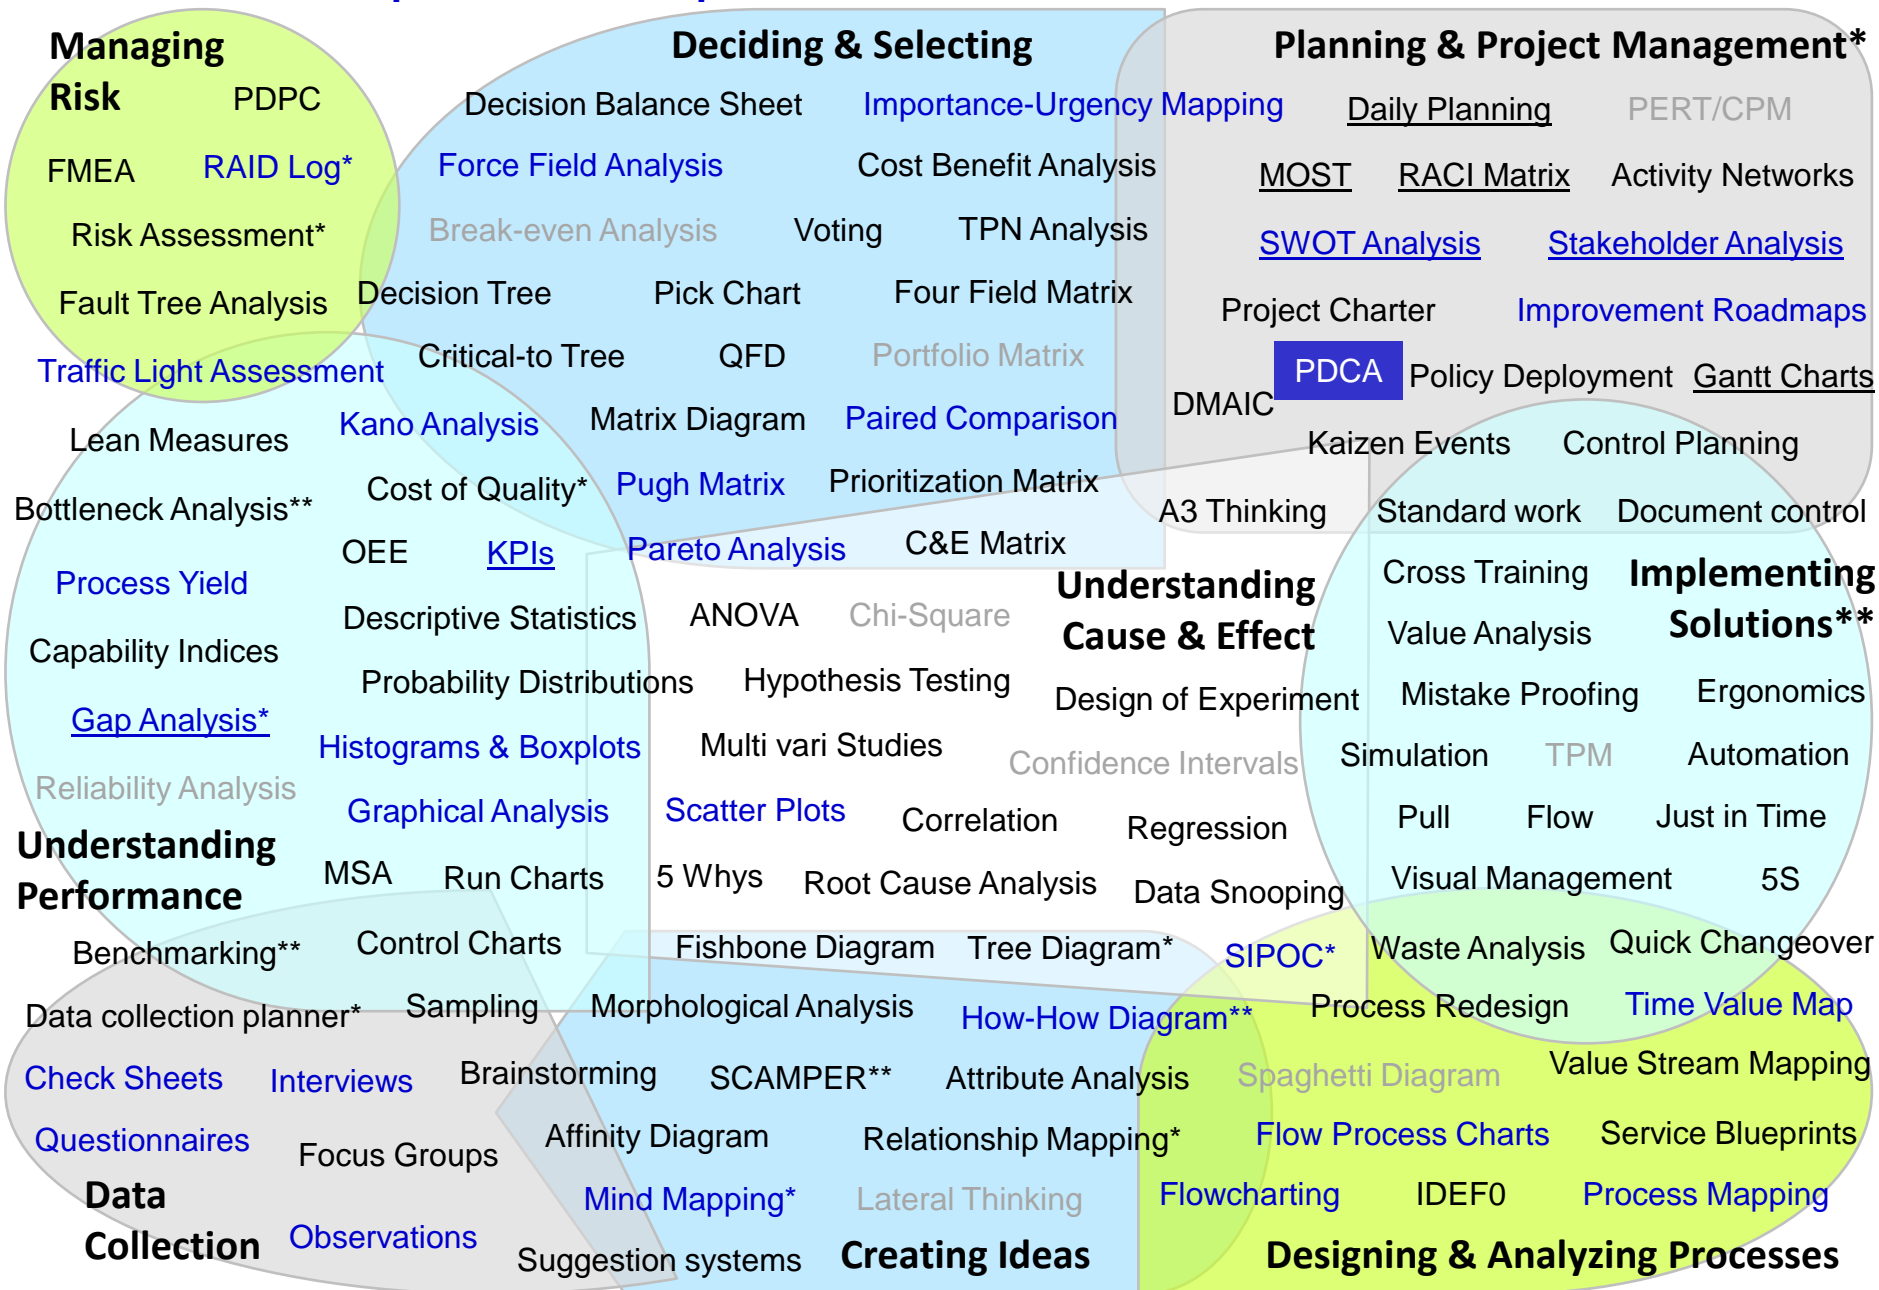 Managing
Risk
PDPC
FMEA
RAID Log*
Risk Assessment*
Fault Tree Analysis
Traffic Light Assessment
Deciding & Selecting
Decision Balance Sheet
Importance-Urgency Mapping
Force Field Analysis
Cost Benefit Analysis
Break-even Analysis
Voting
TPN Analysis
Decision Tree
Pick Chart
Four Field Matrix
Critical-to Tree
QFD
Portfolio Matrix
Kano Analysis
Matrix Diagram
Paired Comparison
Cost of Quality*
Pugh Matrix
Prioritization Matrix
Pareto Analysis
C&E Matrix
Planning & Project Management*
Daily Planning
PERT/CPM
MOST
RACI Matrix
Activity Networks
SWOT Analysis
Stakeholder Analysis
Project Charter
Improvement Roadmaps
PDCA
Policy Deployment
Gantt Charts
DMAIC
Kaizen Events
Control Planning
A3 Thinking
Standard work
Document control
Lean Measures
Bottleneck Analysis**
OEE
KPIs
Process Yield
Descriptive Statistics
Capability Indices
Probability Distributions
Gap Analysis*
Histograms & Boxplots
Reliability Analysis
Graphical Analysis
Understanding
Performance
MSA
Run Charts
Benchmarking**
Control Charts
ANOVA
Chi-Square
Understanding
Cause & Effect
Hypothesis Testing
Design of Experiment
Multi vari Studies
Confidence Intervals
Scatter Plots
Correlation
Regression
5 Whys
Root Cause Analysis
Data Snooping
Fishbone Diagram
Tree Diagram*
SIPOC*
Cross Training
Implementing
Solutions**
Value Analysis
Mistake Proofing
Ergonomics
Simulation
TPM
Automation
Pull
Flow
Just in Time
Visual Management
5S
Waste Analysis
Quick Changeover
Data collection planner*
Sampling
Check Sheets
Interviews
Questionnaires
Focus Groups
Data
Collection
Observations
Morphological Analysis
How-How Diagram**
Brainstorming
SCAMPER**
Attribute Analysis
Affinity Diagram
Relationship Mapping*
Mind Mapping*
Lateral Thinking
Suggestion systems
Creating Ideas
Process Redesign
Time Value Map
Spaghetti Diagram
Value Stream Mapping
Flow Process Charts
Service Blueprints
Flowcharting
IDEF0
Process Mapping
Designing & Analyzing Processes